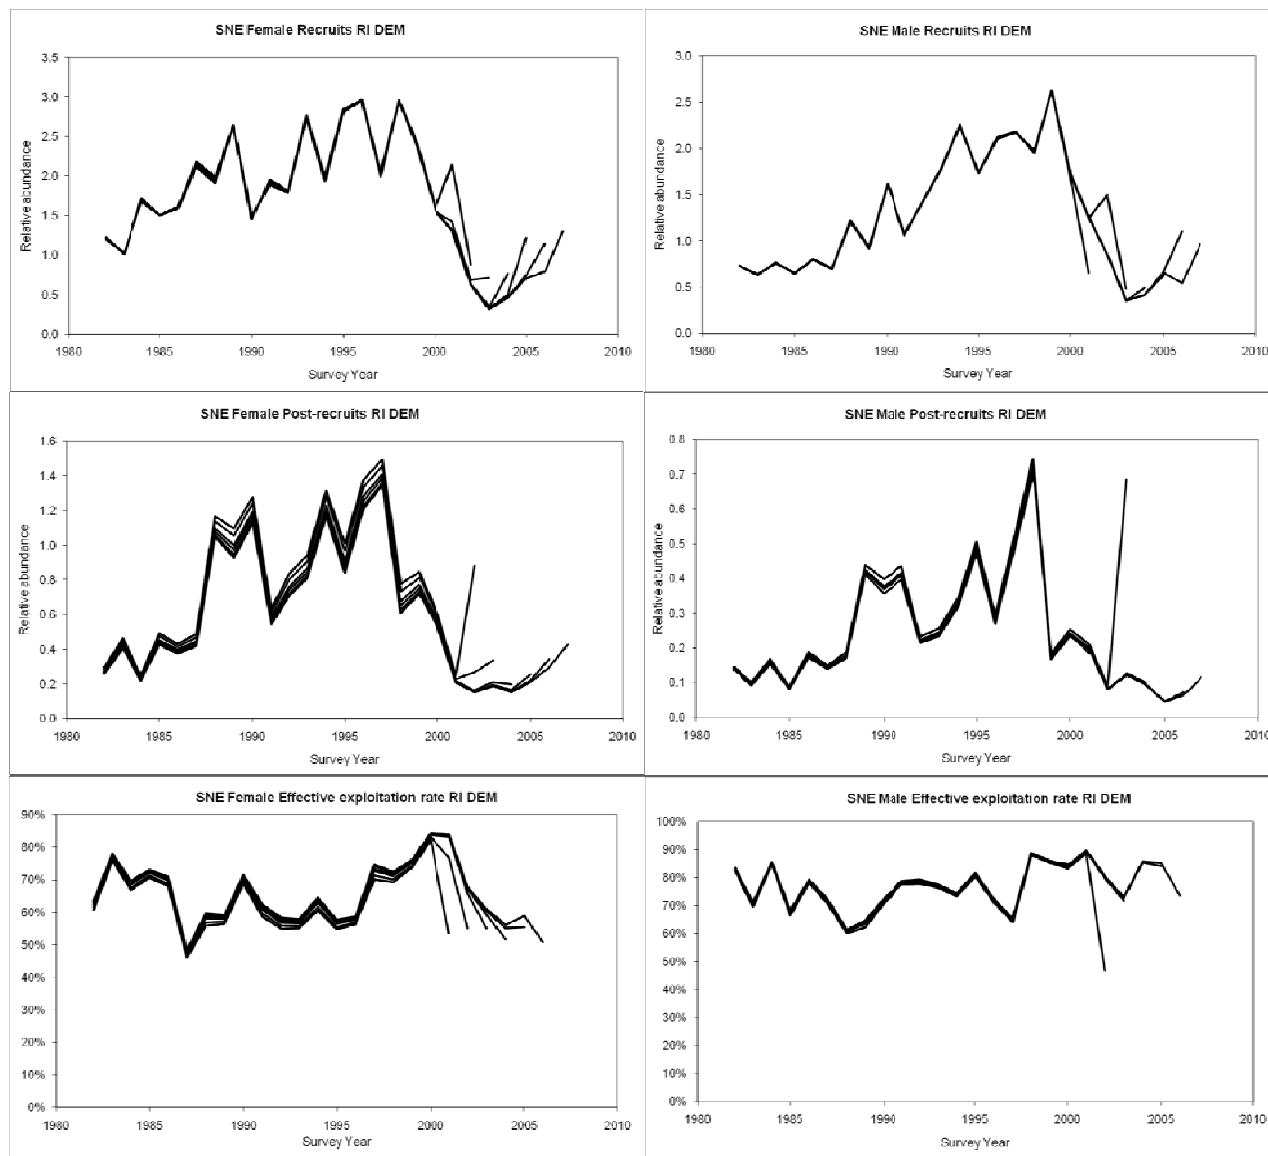 SNE Female Recruits RI DEM
3.5
3.0
2.5
2.0
1.5
1.0
0.5
0.0
Relative abundance
1980 1985 1990 1995 2000 2005 2010
Survey Year
SNE Male Recruits RI DEM
3.0
2.5
2.0
1.5
1.0
0.5
0.0
Relative abundance
1980 1985 1990 1995 2000 2005 2010
Survey Year
SNE Female Post-recruits RI DEM
1.6
1.4
1.2
1.0
0.8
0.6
0.4
0.2
0.0
Relative abundance
1980 1985 1990 1995 2000 2005 2010
Survey Year
SNE Male Post-recruits RI DEM
0.8
0.7
0.6
0.5
0.4
0.3
0.2
0.1
0.0
Relative abundance
1980 1985 1990 1995 2000 2005 2010
Survey Year
SNE Female Effective exploitation rate RI DEM
90%
80%
70%
60%
50%
40%
30%
20%
10%
0%
1980 1985 1990 1995 2000 2005 2010
Survey Year
SNE Male Effective exploitation rate RI DEM
100%
90%
80%
70%
60%
50%
40%
30%
20%
10%
0%
1980 1985 1990 1995 2000 2005 2010
Survey Year